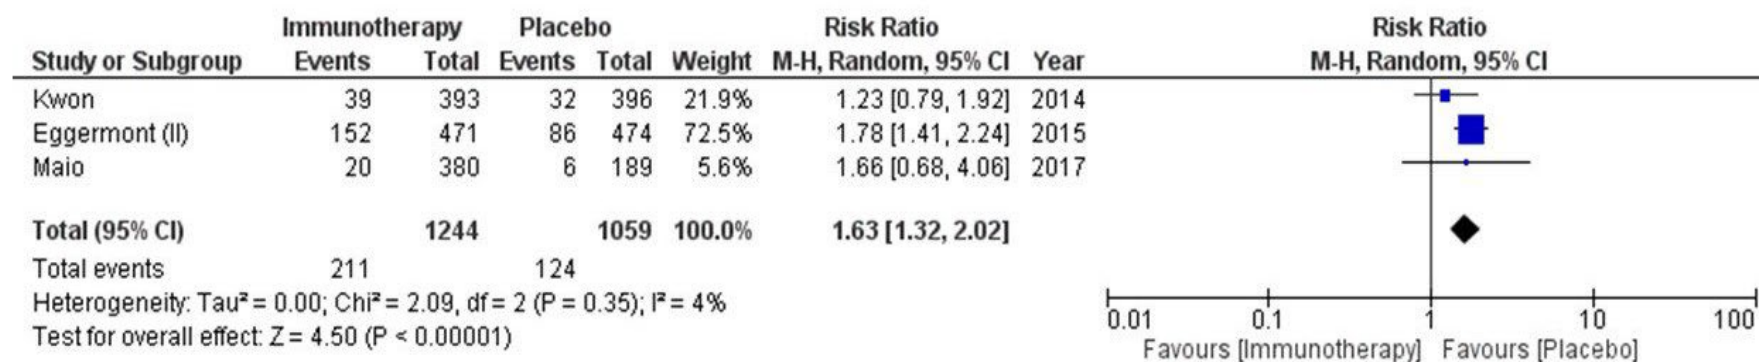 Immunotherapy Placebo Risk Ratio Risk Ratio
Study or Subgroup Events Total Events Total Weight M-H, Random, 95% CI Year M-H, Random, 95% CI
Kwon 39 393 32 396 21.9% 1.23 [0.79, 1.92] 2014
Eggermont (II) 152 471 86 474 72.5% 1.78 [1.41, 2.24] 2015
Maio 20 380 6 189 5.6% 1.66 [0.68, 4.06] 2017
Total (95% CI) 1244 1059 100.0% 1.63 [1.32, 2.02]
Total events 211 124
Heterogeneity: Tau² = 0.00; Chi² = 2.09, df = 2 (P = 0.35); I² = 4%
Test for overall effect: Z = 4.50 (P < 0.00001)
0.01 0.1 1 10 100
Favours [Immunotherapy] Favours [Placebo]